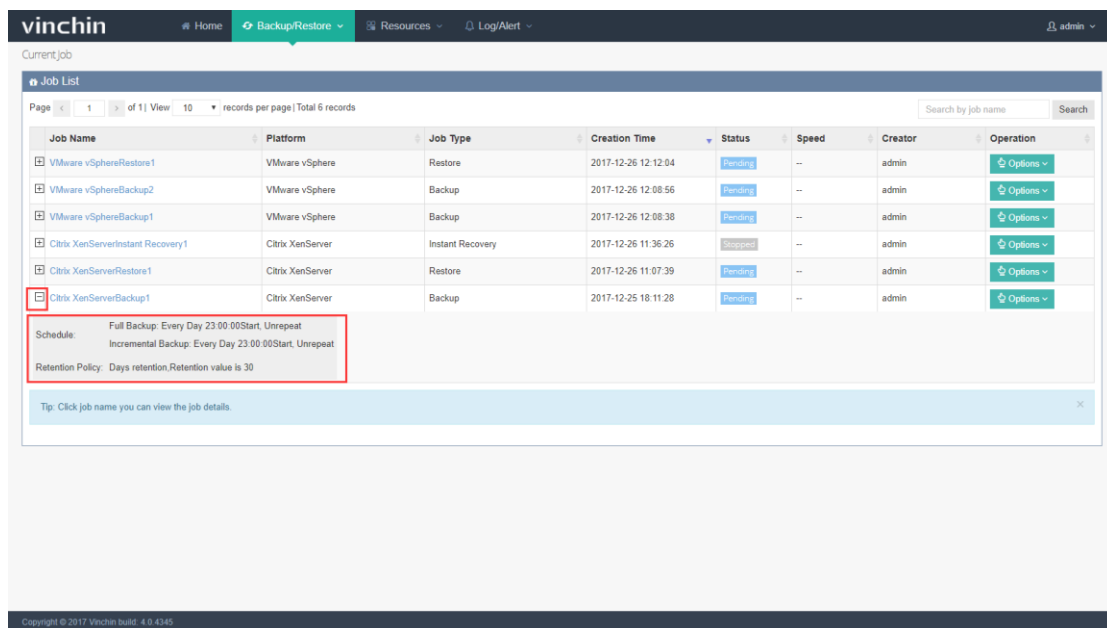 vinchin Home Backup/Restore Resources Log/Alert admin
Current Job
Job List
Page 1 of 1| View 10 records per page|Total 6 records Search by job name Search
Job Name Platform Job Type Creation Time Status Speed Creator Operation
VMware vSphereRestore1 VMware vSphere Restore 2017-12-26 12:12:04 Pending -- admin Options
VMware vSphereBackup2 VMware vSphere Backup 2017-12-26 12:08:56 Pending -- admin Options
VMware vSphereBackup1 VMware vSphere Backup 2017-12-26 12:08:38 Pending -- admin Options
Citrix XenServerInstant Recovery1 Citrix XenServer Instant Recovery 2017-12-26 11:36:26 Stopped -- admin Options
Citrix XenServerRestore1 Citrix XenServer Restore 2017-12-26 11:07:39 Pending -- admin Options
Citrix XenServerBackup1 Citrix XenServer Backup 2017-12-25 18:11:28 Pending -- admin Options
Schedule: Full Backup: Every Day 23:00:00Start, Unrepeat
Incremental Backup: Every Day 23:00:00Start, Unrepeat
Retention Policy: Days retention,Retention value is 30
Tip: Click job name you can view the job details.
Copyright © 2017 Vinchin build: 4.0.4345